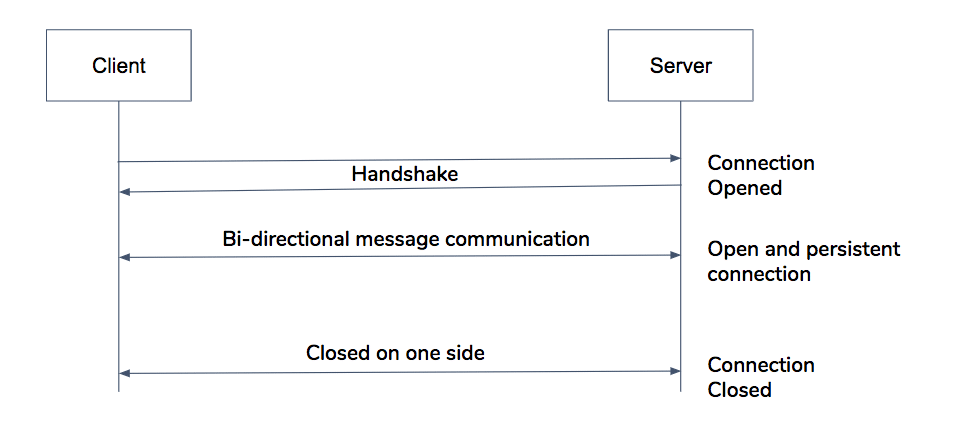 Client
Server
Handshake
Connection
Opened
Bi-directional message communication
Open and persistent
connection
Closed on one side
Connection
Closed